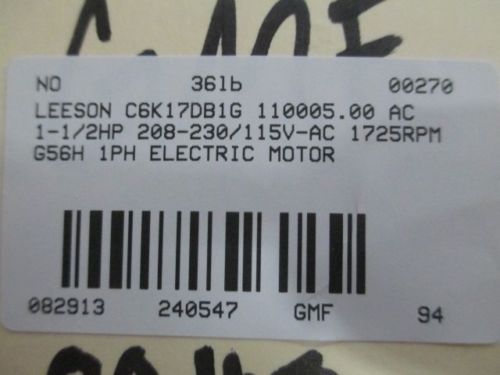 NO 36lb 00270
LEESON C6K17DB1G 110005.00 AC
1-1/2HP 208-230/115V-AC 1725RPM
G56H 1PH ELECTRIC MOTOR
082913 240547 GMF 94